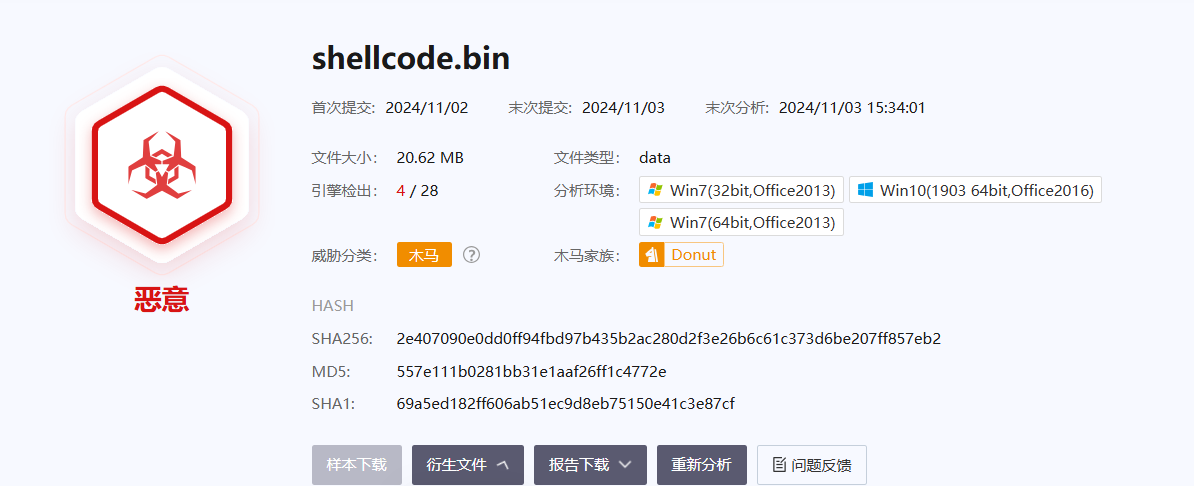 shellcode.bin
首次提交: 2024/11/02 末次提交: 2024/11/03 末次分析: 2024/11/03 15:34:01
文件大小: 20.62 MB 文件类型: data
引擎检出: 4 / 28 分析环境: Win7(32bit,Office2013) Win10(1903 64bit,Office2016)
Win7(64bit,Office2013)
威胁分类: 木马 ? 木马家族: Donut
恶意
HASH
SHA256: 2e407090e0dd0ff94fbd97b435b2ac280d2f3e26b6c61c373d6be207ff857eb2
MD5: 557e111b0281bb31e1aaf26ff1c4772e
SHA1: 69a5ed182ff606ab51ec9d8eb75150e41c3e87cf
样本下载 衍生文件 报告下载 重新分析 问题反馈